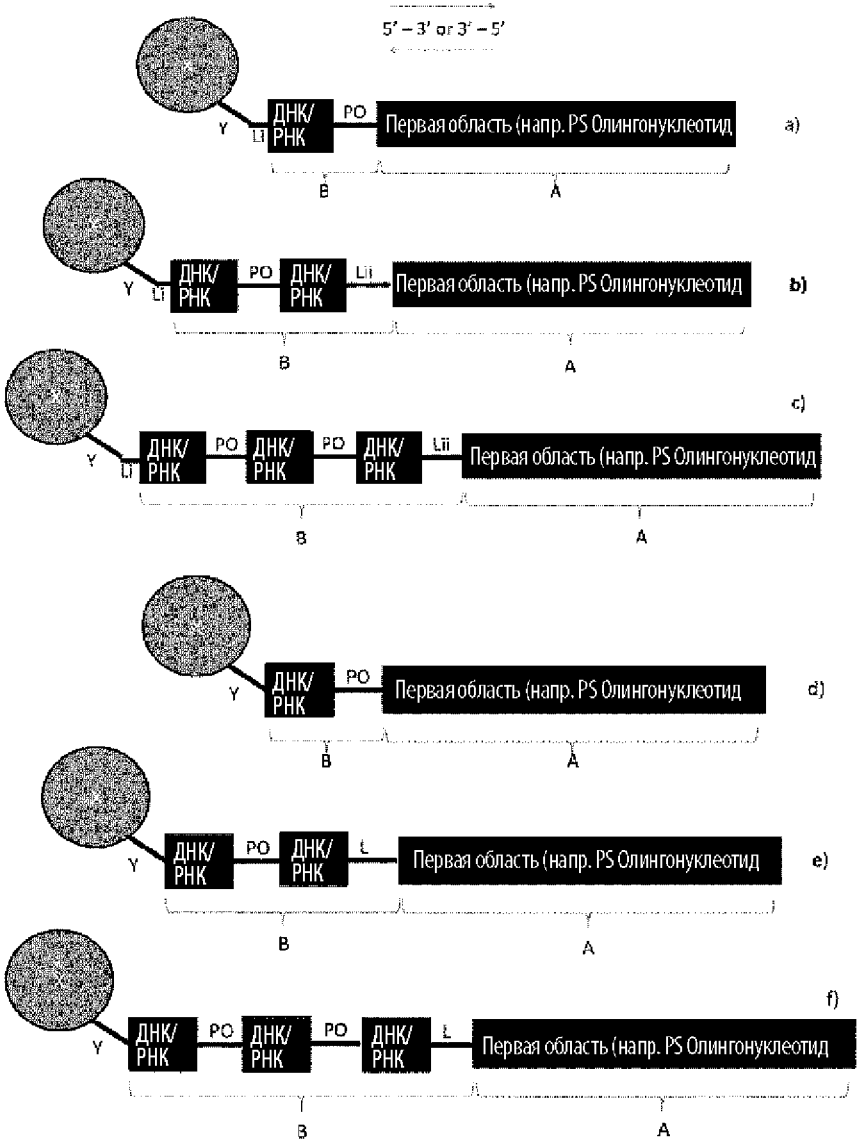 5' – 3' or 3' – 5'
X
Y Li ДНК/ РНК PO Первая область (напр. PS Олингонуклеотид a)
B A
X
Y Li ДНК/ РНК PO ДНК/ РНК Lii Первая область (напр. PS Олингонуклеотид b)
B A
X
c)
Y Li ДНК/ РНК PO ДНК/ РНК PO ДНК/ РНК Lii Первая область (напр. PS Олингонуклеотид
B A
Y ДНК/ РНК PO Первая область (напр. PS Олингонуклеотид d)
B A
X
Y ДНК/ РНК PO ДНК/ РНК L Первая область (напр. PS Олингонуклеотид e)
B A
X
f)
Y ДНК/ РНК PO ДНК/ РНК PO ДНК/ РНК L Первая область (напр. PS Олингонуклеотид
B A